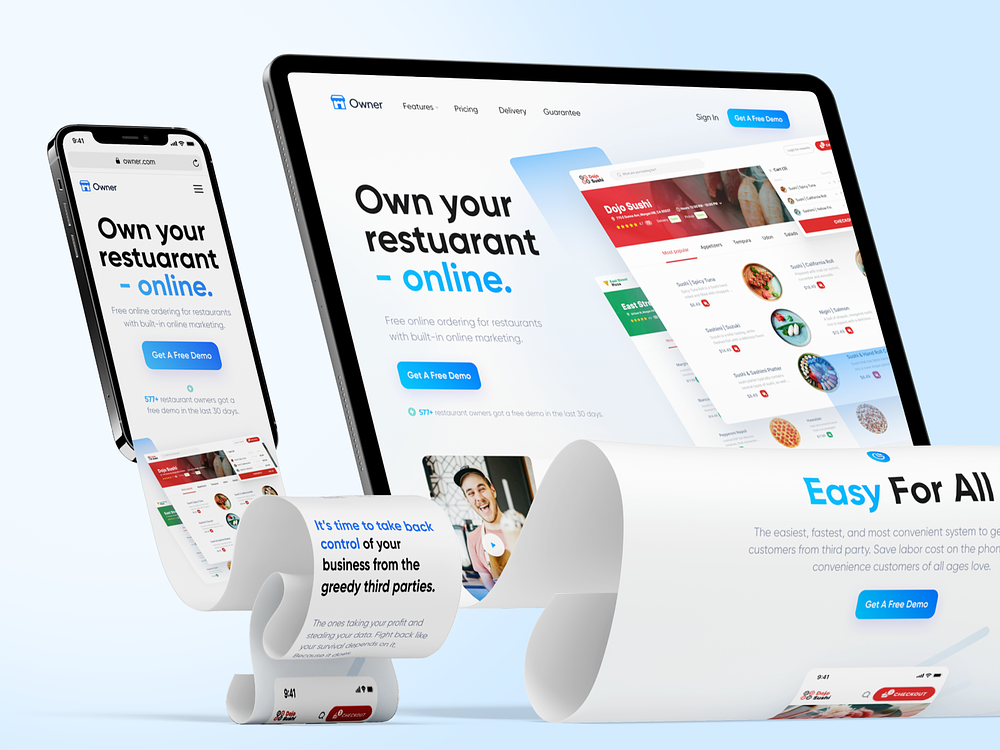 9:41
owner.com
Owner
Own your
restuarant
- online.
Free online ordering for restaurants
with built-in online marketing.
Get A Free Demo
577+ restaurant owners got a
free demo in the last 30 days.
Dojo Sushi
It's time to take back
control of your
business from the
greedy third parties.
The ones taking your profit and
stealing your data. Fight back like
your survival depends on it.
Because it does.
9:41
Dojo
Sushi
CHECKOUT
Owner
Features
Pricing
Delivery
Guarantee
Sign In
Get A Free Demo
Own your
restuarant
- online.
Free online ordering for restaurants
with built-in online marketing.
Get A Free Demo
577+ restaurant owners got a free demo in the last 30 days.
Dojo
Sushi
Cart (3)
Dojo Sushi
Most popular
Appetizers
Tempura
Udon
Salads
Sushi | Spicy Tuna
Sushi | California Roll
Sashimi | Suzuki
Nigiri | Salmon
Sushi & Sashimi Platter
Sushi & Hand Roll
East Str
Easy For All
The easiest, fastest, and most convenient system to ge
customers from third party. Save labor cost on the phon
convenience customers of all ages love.
Get A Free Demo
9:41
Dojo
Sushi
CHECKOUT